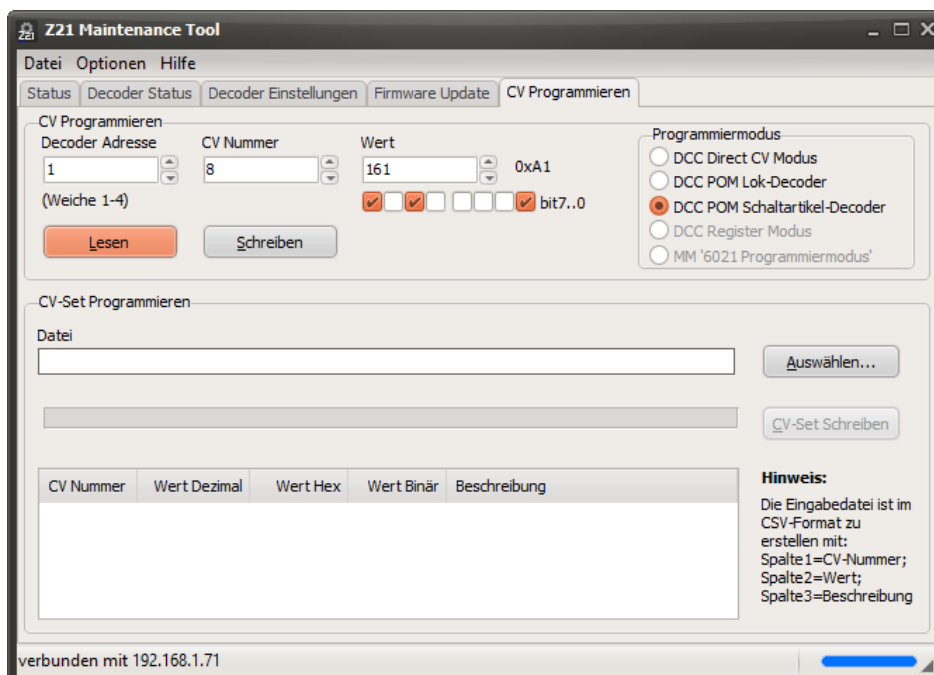 Z21 Maintenance Tool
Datei Optionen Hilfe
Status Decoder Status Decoder Einstellungen Firmware Update CV Programmieren
CV Programmieren
Decoder Adresse CV Nummer Wert
1 8 161 0xA1
(Weiche 1-4) bit7..0
Lesen Schreiben
Programmiermodus
DCC Direct CV Modus
DCC POM Lok-Decoder
DCC POM Schaltartikel-Decoder
DCC Register Modus
MM '6021 Programmiermodus'
CV-Set Programmieren
Datei
Auswählen...
CV-Set Schreiben
CV Nummer Wert Dezimal Wert Hex Wert Binär Beschreibung
Hinweis:
Die Eingabedatei ist im
CSV-Format zu
erstellen mit:
Spalte1=CV-Nummer;
Spalte2=Wert;
Spalte3=Beschreibung
verbunden mit 192.168.1.71